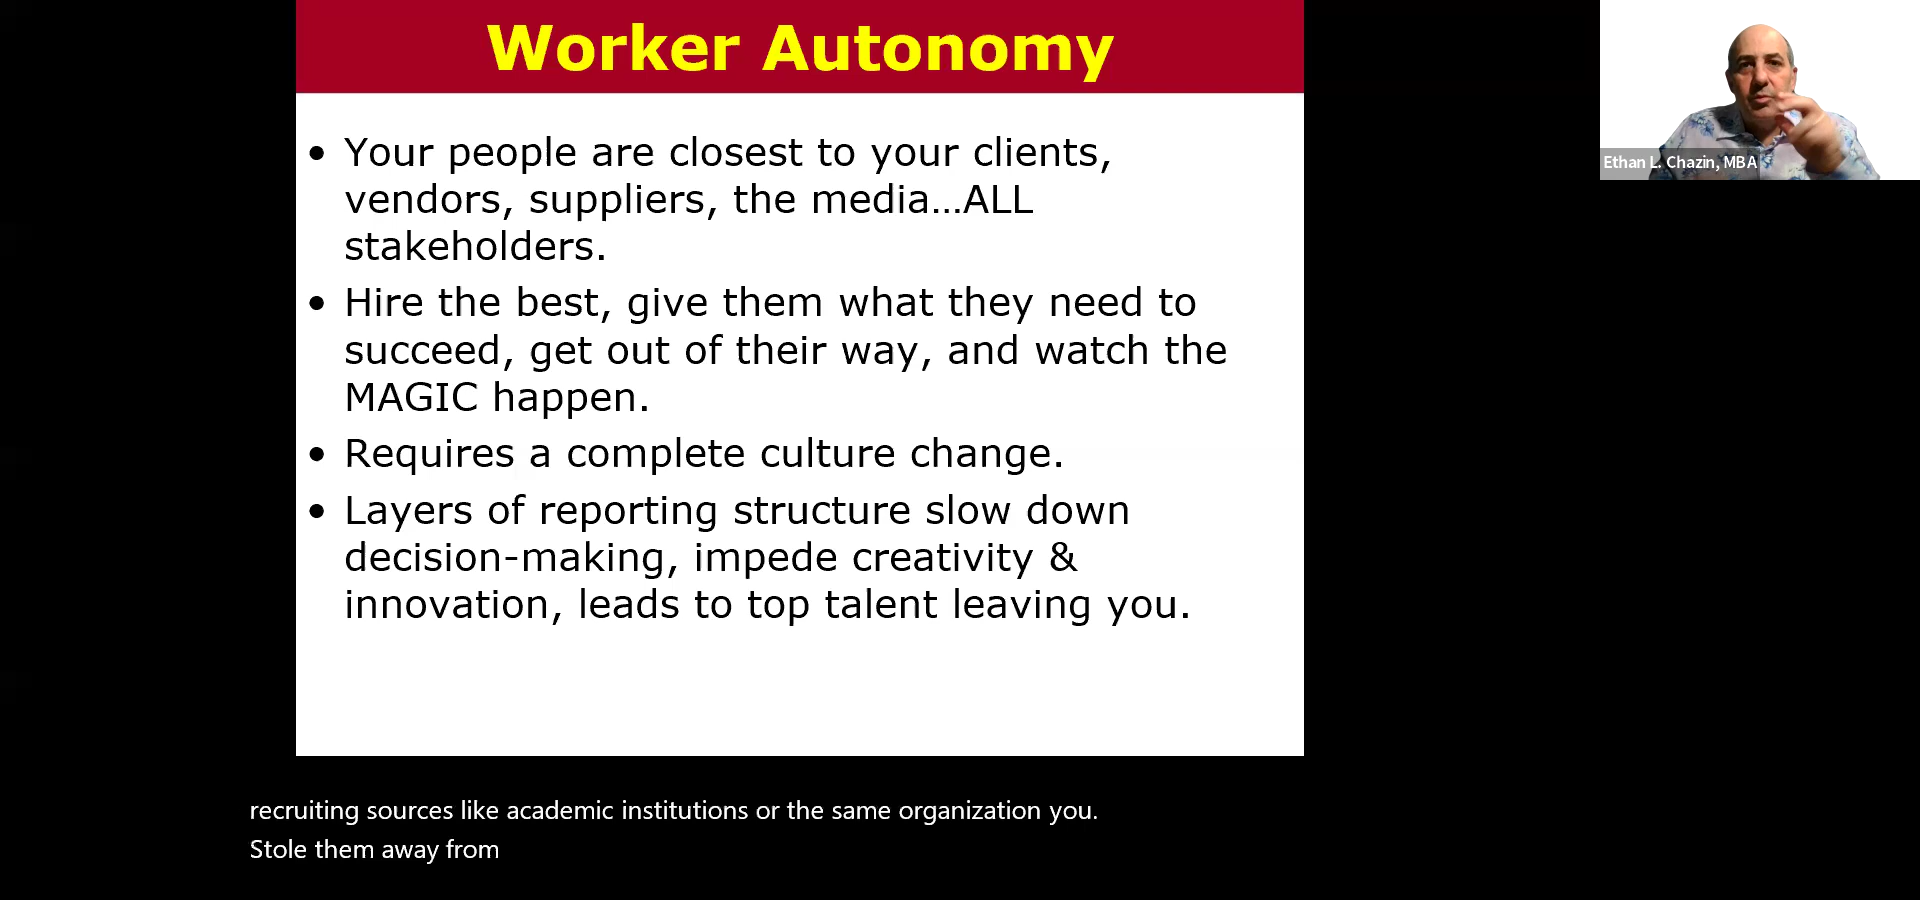 Worker Autonomy
• Your people are closest to your clients,
vendors, suppliers, the media…ALL
stakeholders.
• Hire the best, give them what they need to
succeed, get out of their way, and watch the
MAGIC happen.
• Requires a complete culture change.
• Layers of reporting structure slow down
decision-making, impede creativity &
innovation, leads to top talent leaving you.
Ethan L. Chazin, MBA
recruiting sources like academic institutions or the same organization you.
Stole them away from